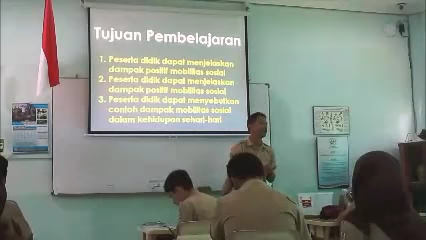 Tujuan Pembelajaran
1. Peserta didik dapat menjelaskan
dampak positif mobilitas sosial
2. Peserta didik dapat menjelaskan
dampak positif mobilitas sosial
3. Peserta didik dapat menyebutkan
contoh dampak mobilitas sosial
dalam kehidupan sehari-hari